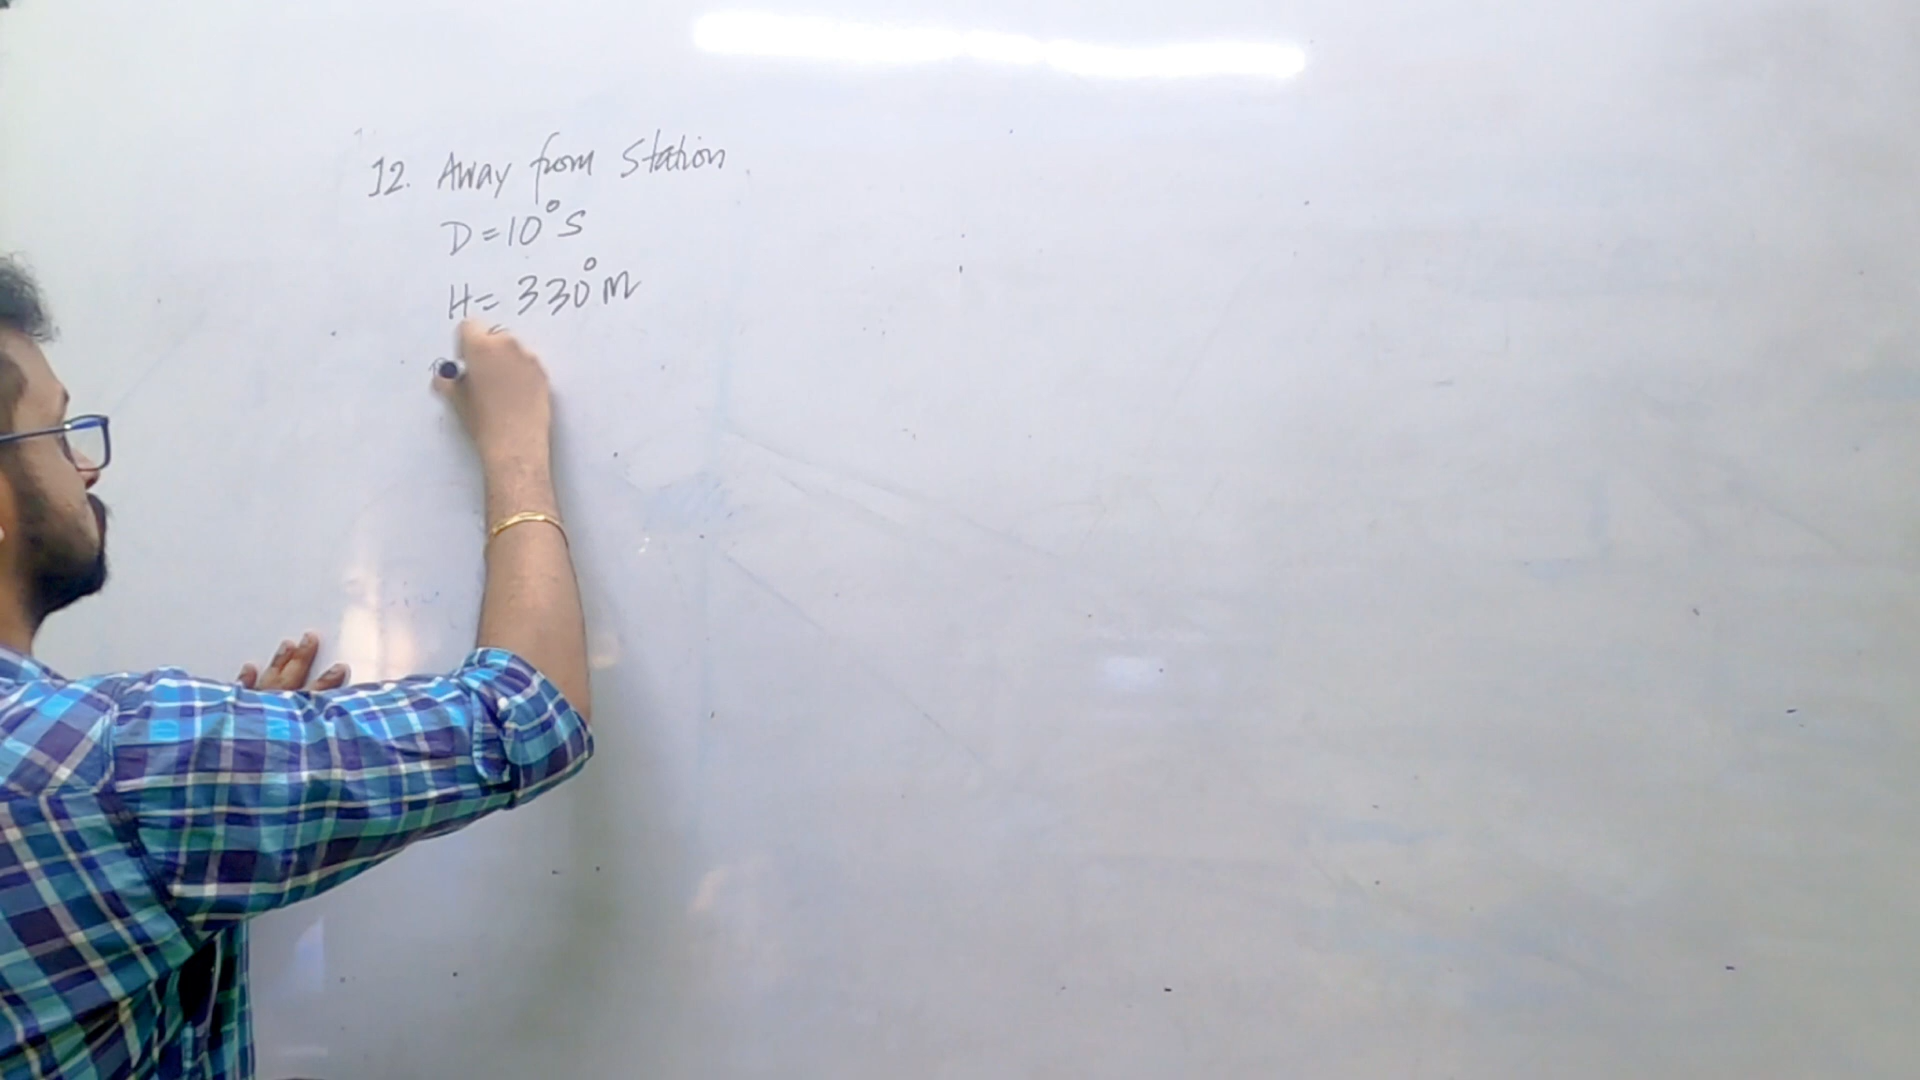 12. Away from Station
D = 10° S
H = 330° M